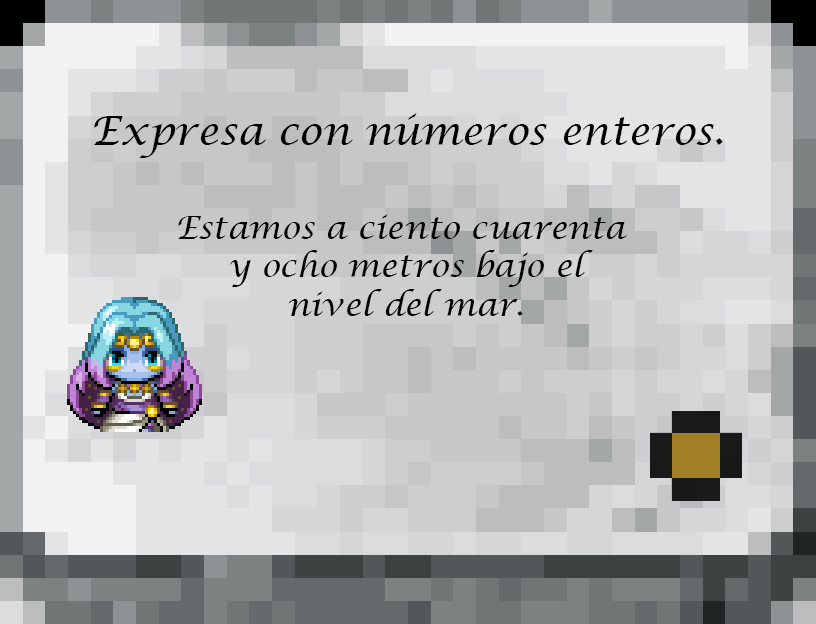 Expresa con números enteros.
Estamos a ciento cuarenta
y ocho metros bajo el
nivel del mar.